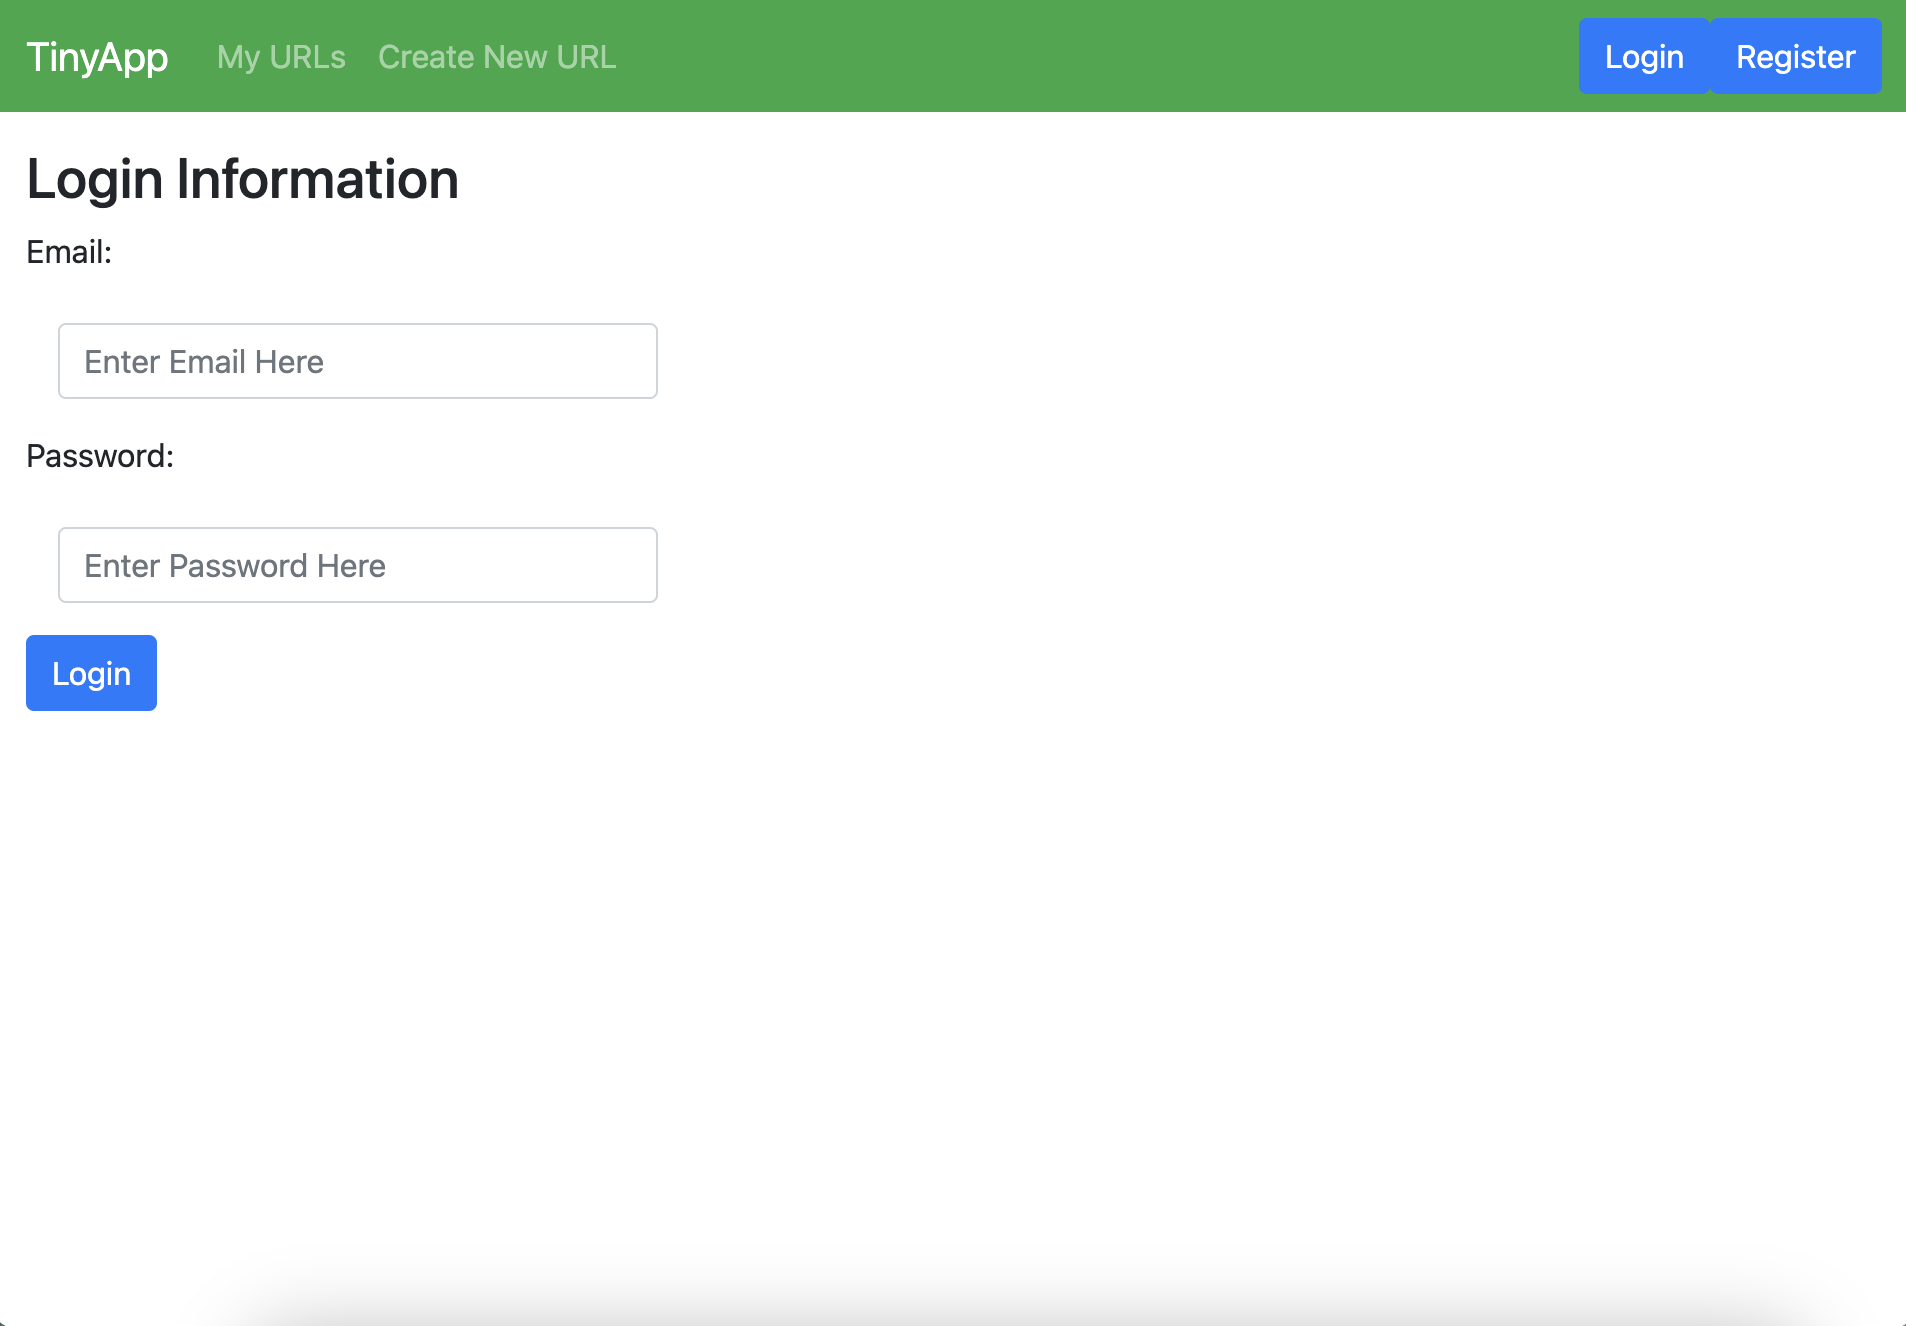 TinyApp My URLs Create New URL Login Register
Login Information
Email:
Enter Email Here
Password:
Enter Password Here
Login